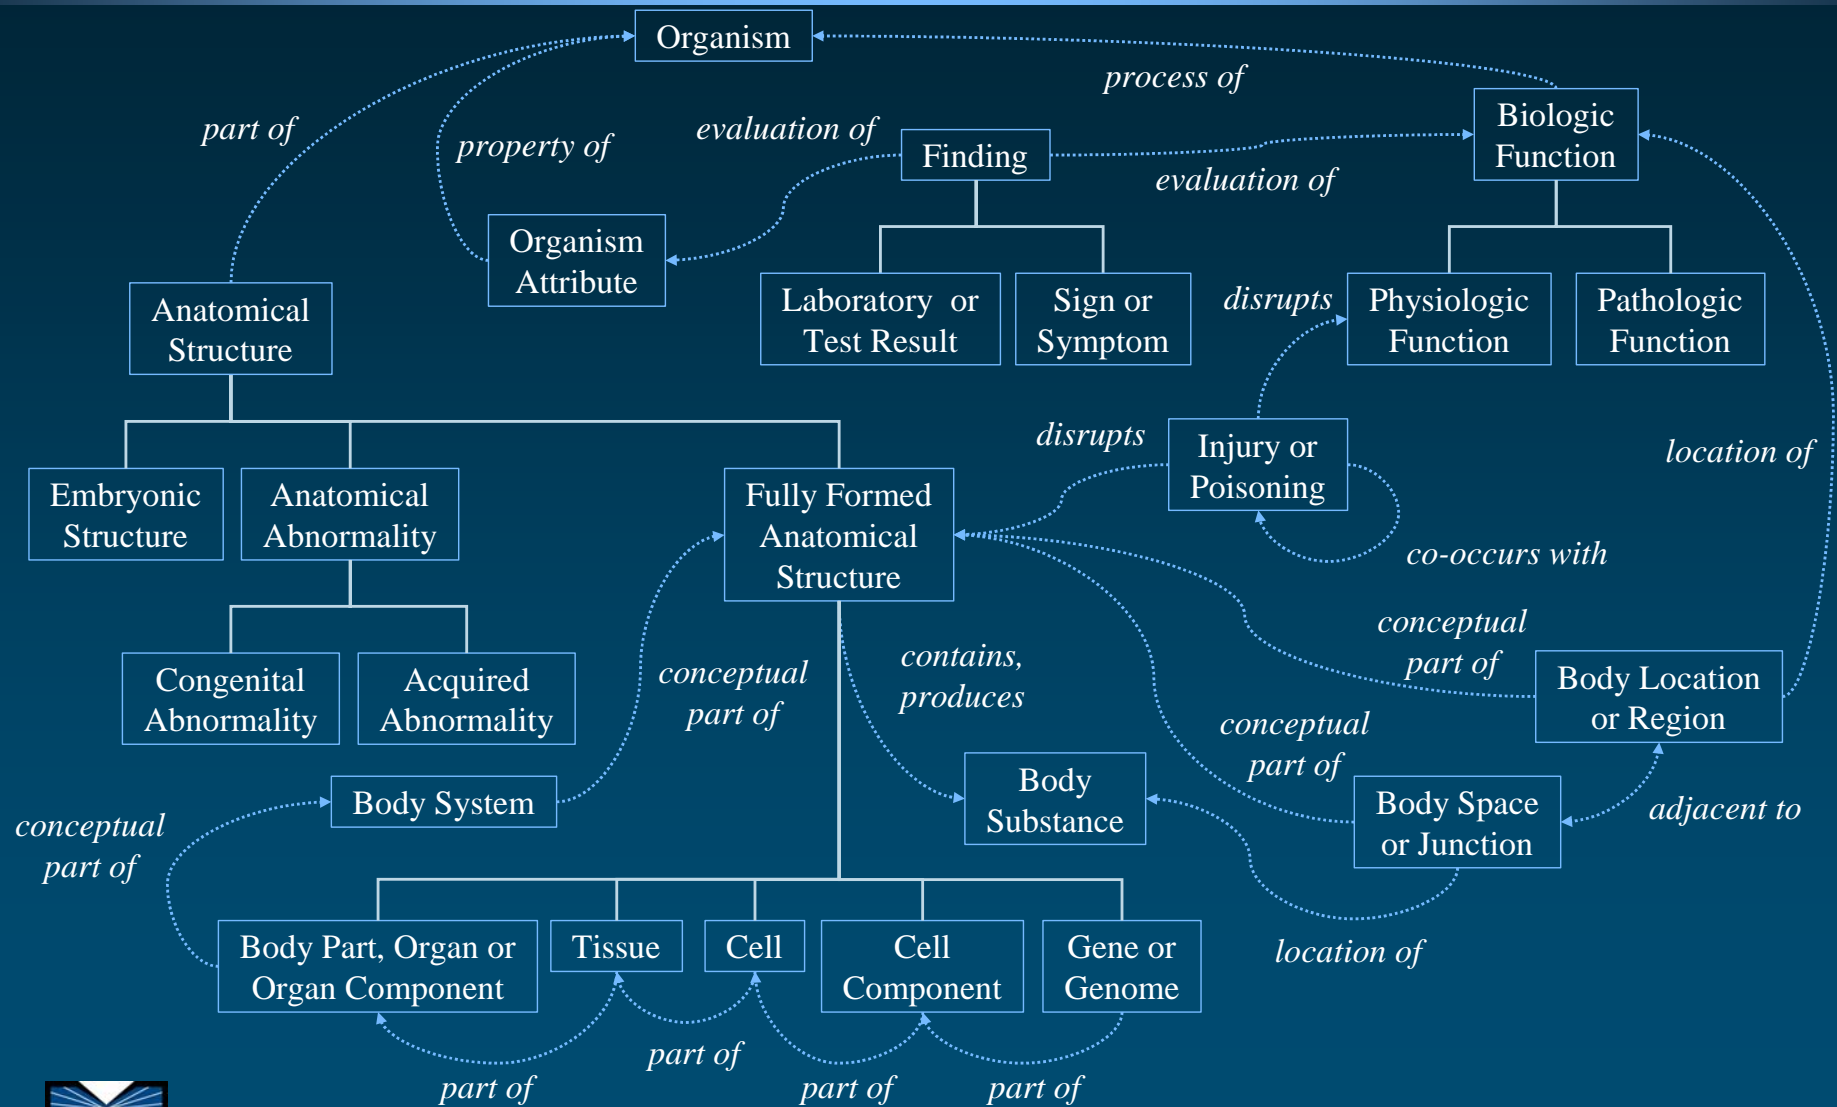 Organism
process of
Biologic
Function
part of
property of
evaluation of
Finding
evaluation of
Organism
Attribute
Laboratory or
Test Result
Sign or
Symptom
disrupts
Physiologic
Function
Pathologic
Function
Anatomical
Structure
disrupts
Injury or
Poisoning
location of
Embryonic
Structure
Anatomical
Abnormality
Fully Formed
Anatomical
Structure
co-occurs with
Congenital
Abnormality
Acquired
Abnormality
conceptual
part of
contains,
produces
conceptual
part of
Body Location
or Region
conceptual
part of
Body System
Body
Substance
Body Space
or Junction
adjacent to
conceptual
part of
Body Part, Organ or
Organ Component
Tissue
Cell
Cell
Component
Gene or
Genome
location of
part of
part of
part of
part of